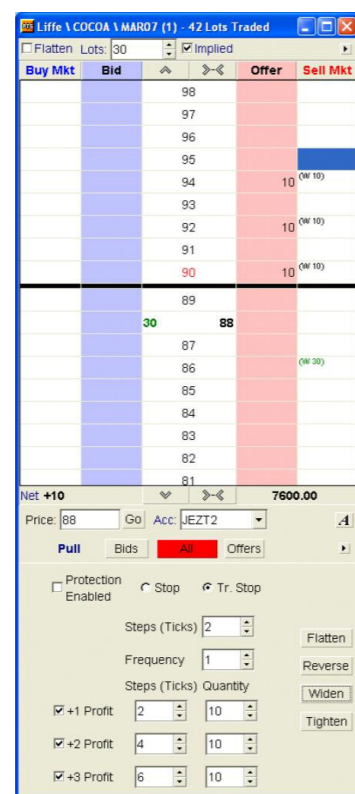 Liffe \ COCOA \ MAR07 (1) - 42 Lots Traded
Flatten Lots: 30 Implied
Buy Mkt Bid Offer Sell Mkt
98
97
96
95
94 10 (W 10)
93
92 10 (W 10)
91
90 10 (W 10)
89
30 88
87
86 (W 30)
85
84
83
82
81
Net +10 7600.00
Price: 88 Go Acc: JEZT2 A
Pull Bids All Offers
Protection Enabled Stop Tr. Stop
Steps (Ticks) 2
Flatten
Frequency 1
Reverse
Steps (Ticks) Quantity
Widen
+1 Profit 2 10
Tighten
+2 Profit 4 10
+3 Profit 6 10